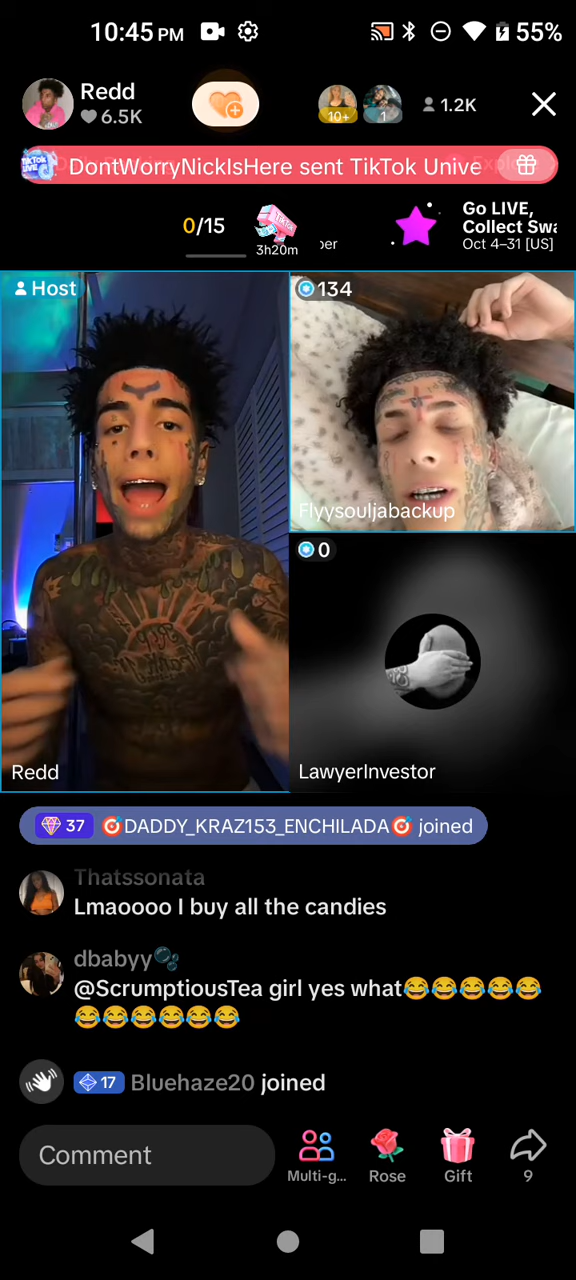 10:45 PM
55%
Redd
6.5K
10+
1
1.2K
DontWorryNickIsHere sent TikTok Unive
0/15
3h20m
per
Go LIVE,
Collect Swa
Oct 4–31 [US]
Host
134
Flyysouljabackup
0
Redd
LawyerInvestor
37 🎯DADDY_KRAZ153_ENCHILADA🎯 joined
Thatssonata
Lmaoooo I buy all the candies
dbabyy🫧
@ScrumptiousTea girl yes what😂😂😂😂😂
😂😂😂😂😂😂
17 Bluehaze20 joined
Comment
Multi-g...
Rose
Gift
9